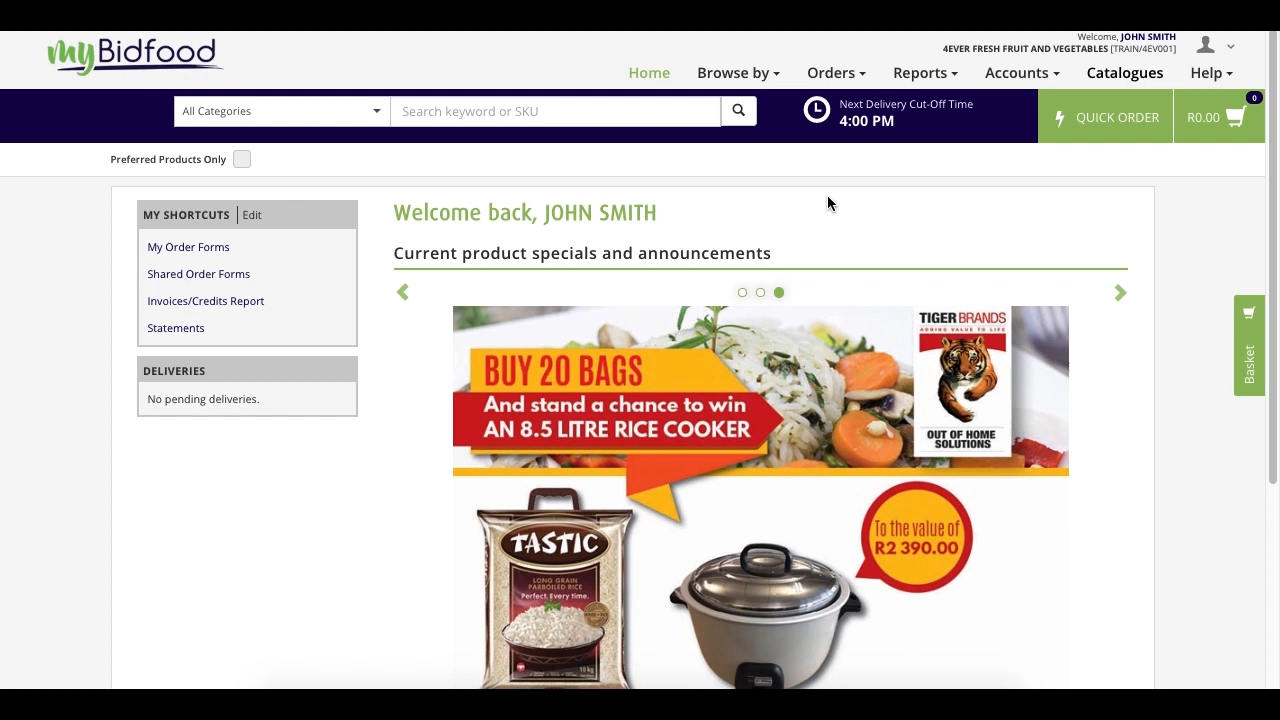 myBidfood
Welcome, JOHN SMITH
4EVER FRESH FRUIT AND VEGETABLES [TRAIN/4EV001]
Home Browse by Orders Reports Accounts Catalogues Help
All Categories
Search keyword or SKU
Next Delivery Cut-Off Time
4:00 PM
QUICK ORDER
R0.00
0
Preferred Products Only
MY SHORTCUTS Edit
My Order Forms
Shared Order Forms
Invoices/Credits Report
Statements
DELIVERIES
No pending deliveries.
Welcome back, JOHN SMITH
Current product specials and announcements
BUY 20 BAGS
And stand a chance to win
AN 8.5 LITRE RICE COOKER
TIGER BRANDS
ADDING VALUE TO LIFE
OUT OF HOME
SOLUTIONS
To the value of
R2 390.00
TASTIC
LONG GRAIN
PARBOILED RICE
Perfect. Every time.
10kg
Basket